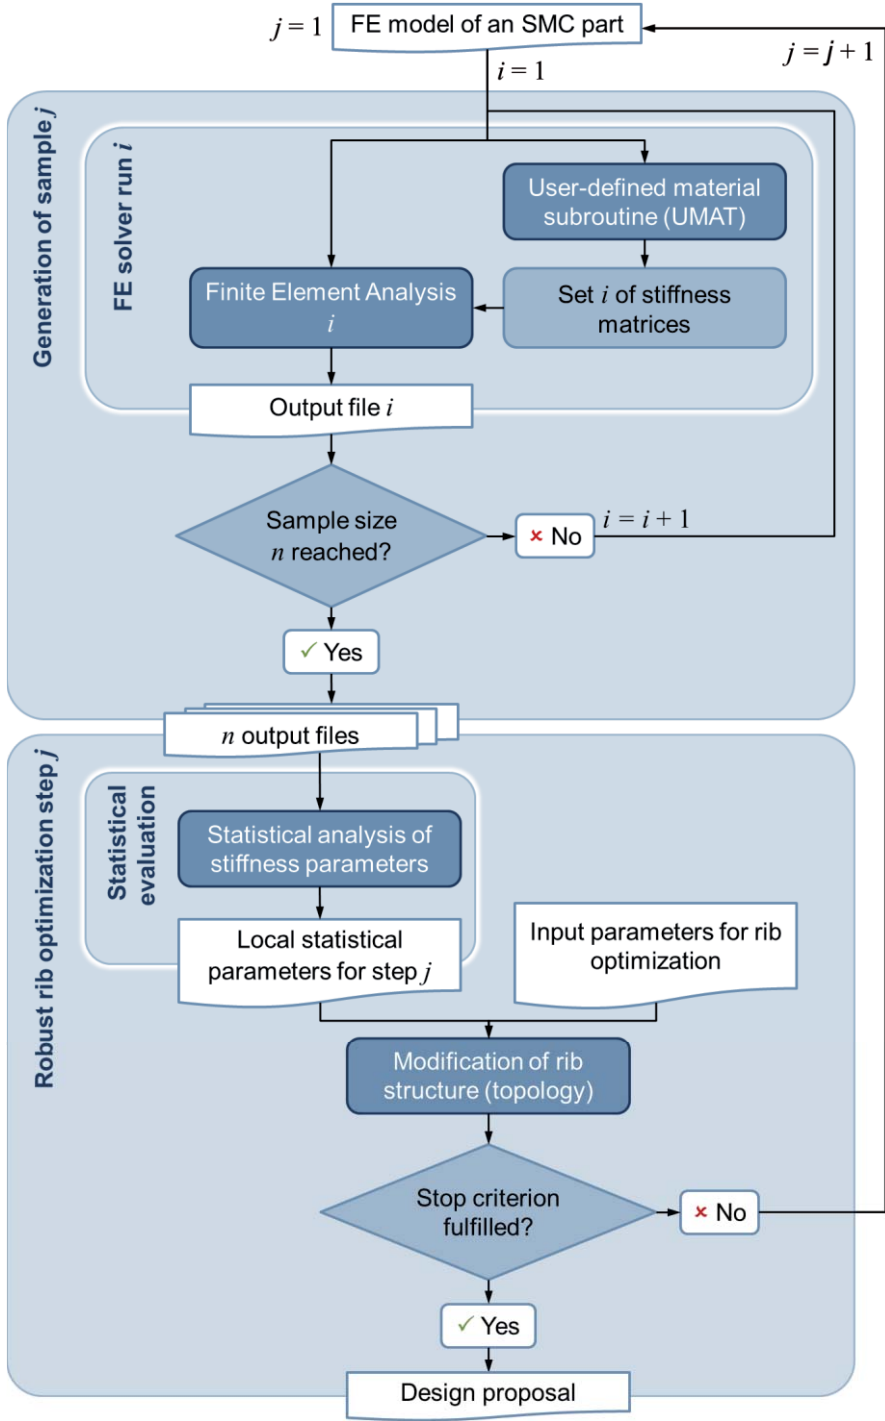 j = 1
FE model of an SMC part
j = j + 1
i = 1
Generation of sample j
FE solver run i
User-defined material
subroutine (UMAT)
Finite Element Analysis
i
Set i of stiffness
matrices
Output file i
Sample size
n reached?
✗ No
i = i + 1
✓ Yes
n output files
Robust rib optimization step j
Statistical
evaluation
Statistical analysis of
stiffness parameters
Local statistical
parameters for step j
Input parameters for rib
optimization
Modification of rib
structure (topology)
Stop criterion
fulfilled?
✗ No
✓ Yes
Design proposal